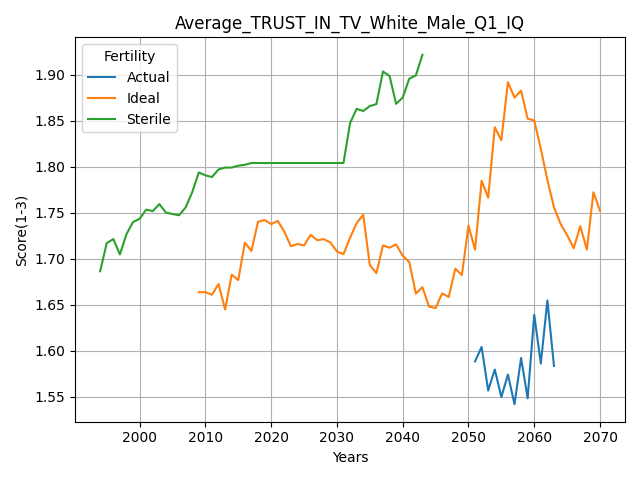 Average_TRUST_IN_TV_White_Male_Q1_IQ
Fertility
Actual
Ideal
Sterile
Score(1-3)
1.90
1.85
1.80
1.75
1.70
1.65
1.60
1.55
2000 2010 2020 2030 2040 2050 2060 2070
Years